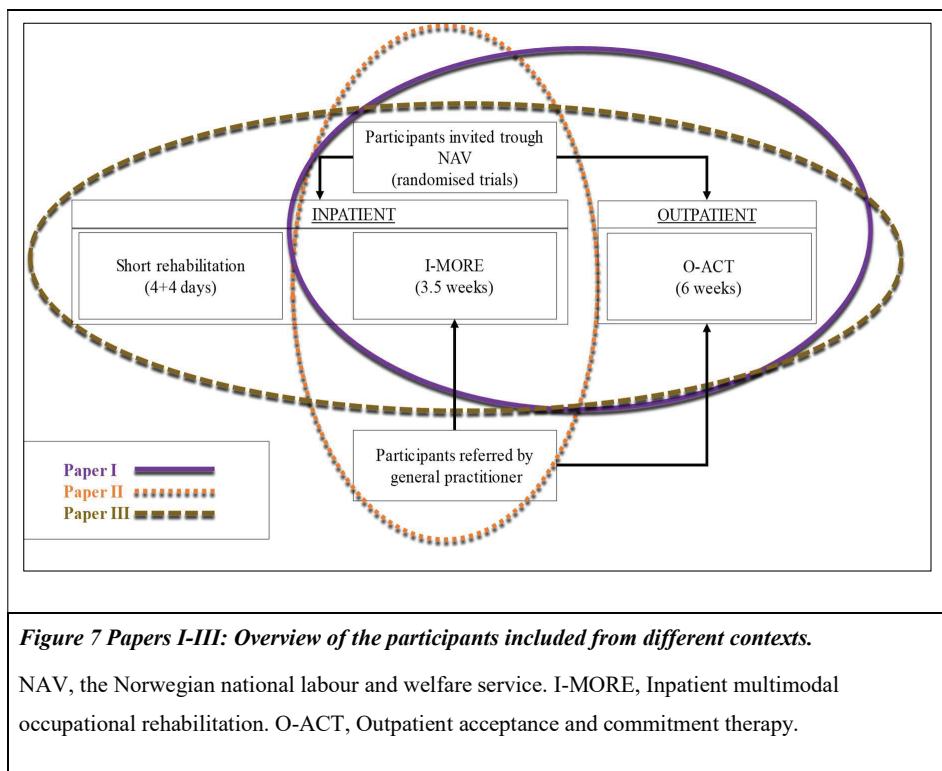 Participants invited trough
NAV
(randomised trials)
INPATIENT
OUTPATIENT
Short rehabilitation
(4+4 days)
I-MORE
(3.5 weeks)
O-ACT
(6 weeks)
Participants referred by
general practitioner
Paper I
Paper II
Paper III
Figure 7 Papers I-III: Overview of the participants included from different contexts.
NAV, the Norwegian national labour and welfare service. I-MORE, Inpatient multimodal
occupational rehabilitation. O-ACT, Outpatient acceptance and commitment therapy.